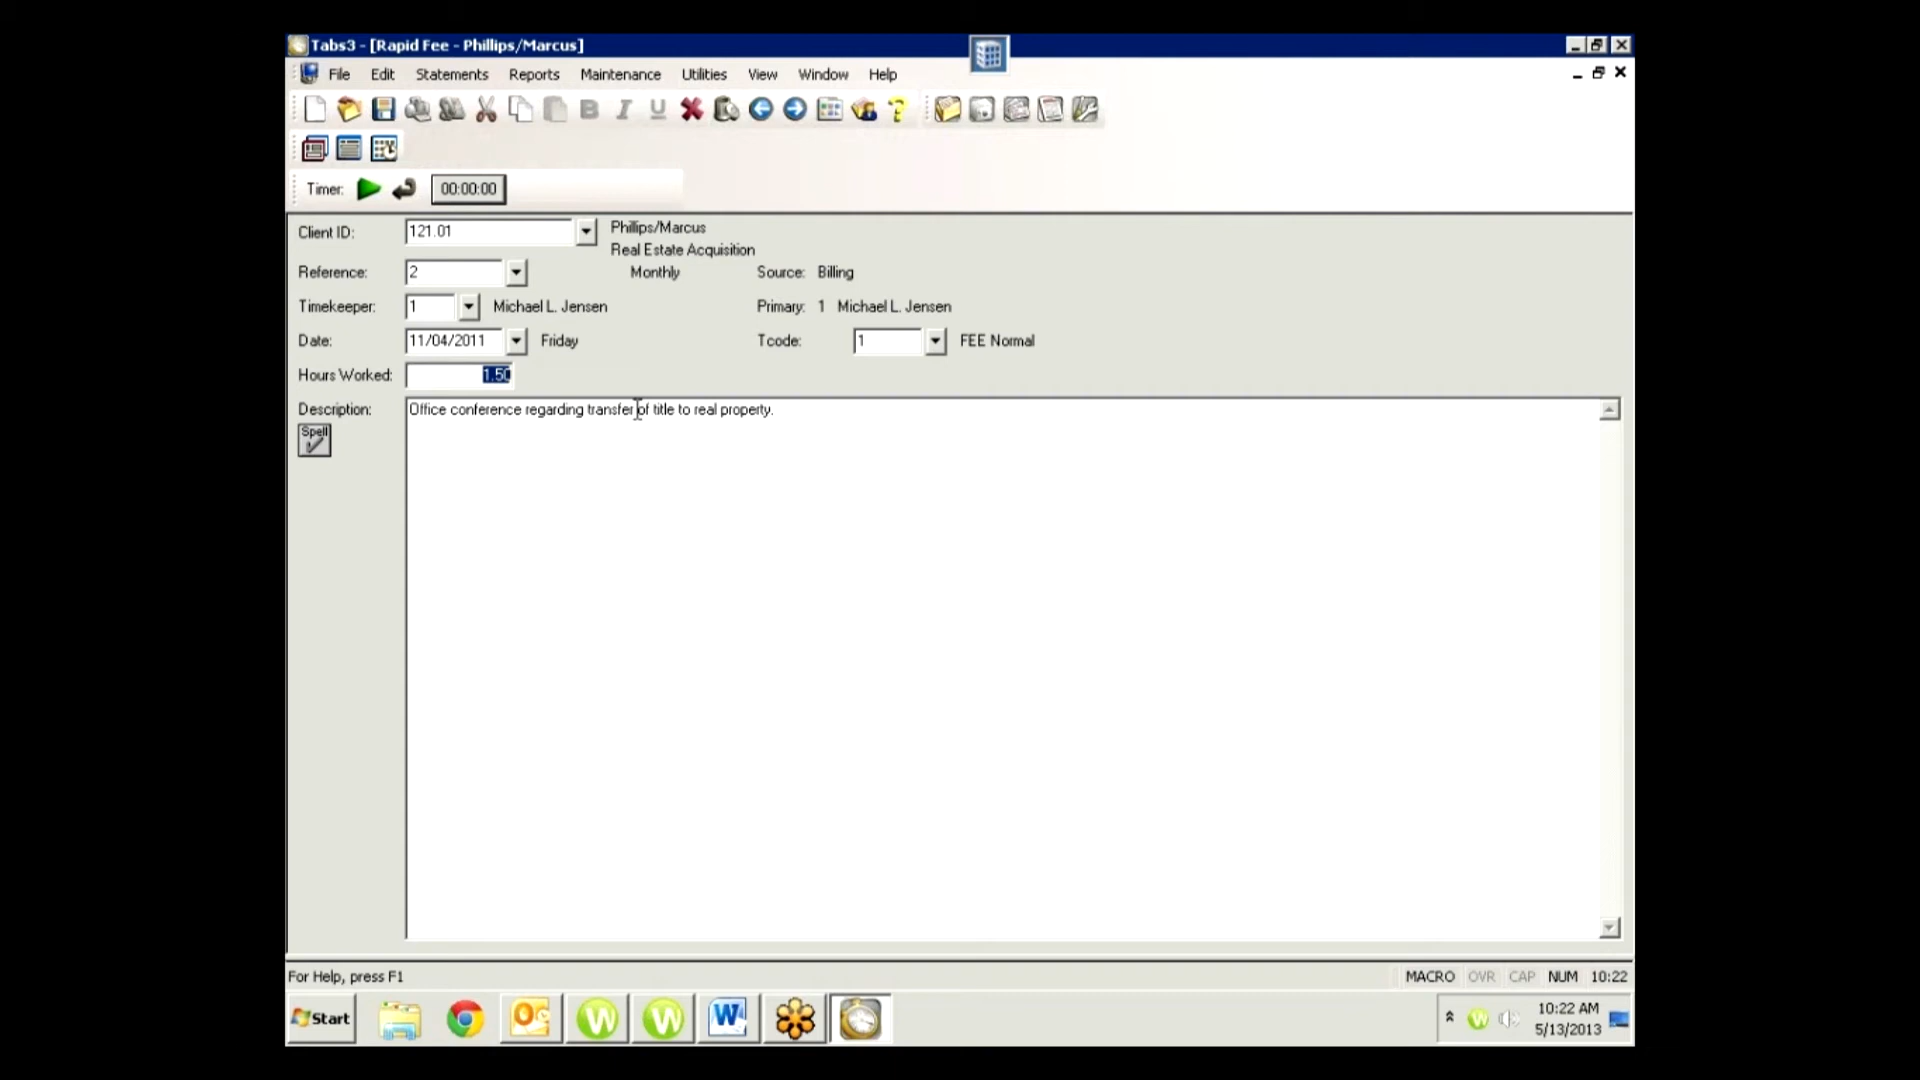 Tabs3 - [Rapid Fee - Phillips/Marcus]
File Edit Statements Reports Maintenance Utilities View Window Help
B I U
Timer: 00:00:00
Client ID: 121.01 Phillips/Marcus
Real Estate Acquisition
Reference: 2 Monthly Source: Billing
Timekeeper: 1 Michael L. Jensen Primary: 1 Michael L. Jensen
Date: 11/04/2011 Friday Tcode: 1 FEE Normal
Hours Worked: 1.50
Description: Office conference regarding transfer of title to real property.
Spell
For Help, press F1 MACRO OVR CAP NUM 10:22
Start 10:22 AM
5/13/2013